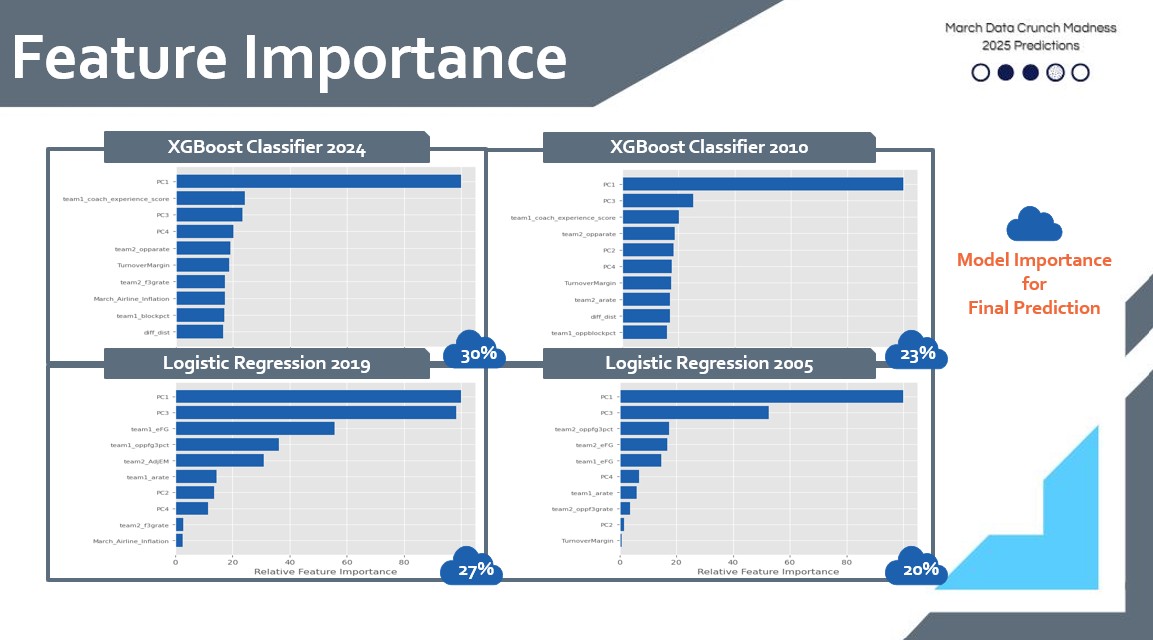 Feature Importance
March Data Crunch Madness
2025 Predictions
XGBoost Classifier 2024
PC1
team1_coach_experience_score
PC3
PC4
team2_opparate
TurnoverMargin
team2_f3grate
March_Airline_Inflation
team1_blockpct
diff_dist
30%
XGBoost Classifier 2010
PC1
PC3
team1_coach_experience_score
team2_opparate
PC2
PC4
TurnoverMargin
team2_arate
diff_dist
team1_oppblockpct
23%
Model Importance
for
Final Prediction
Logistic Regression 2019
PC1
PC3
team1_eFG
team1_oppfg3pct
team2_AdjEM
team1_arate
PC2
PC4
team2_f3grate
March_Airline_Inflation
0 20 40 60 80
Relative Feature Importance
27%
Logistic Regression 2005
PC1
PC3
team2_oppfg3pct
team2_eFG
team1_eFG
PC4
team1_arate
team2_oppf3grate
PC2
TurnoverMargin
0 20 40 60 80
Relative Feature Importance
20%